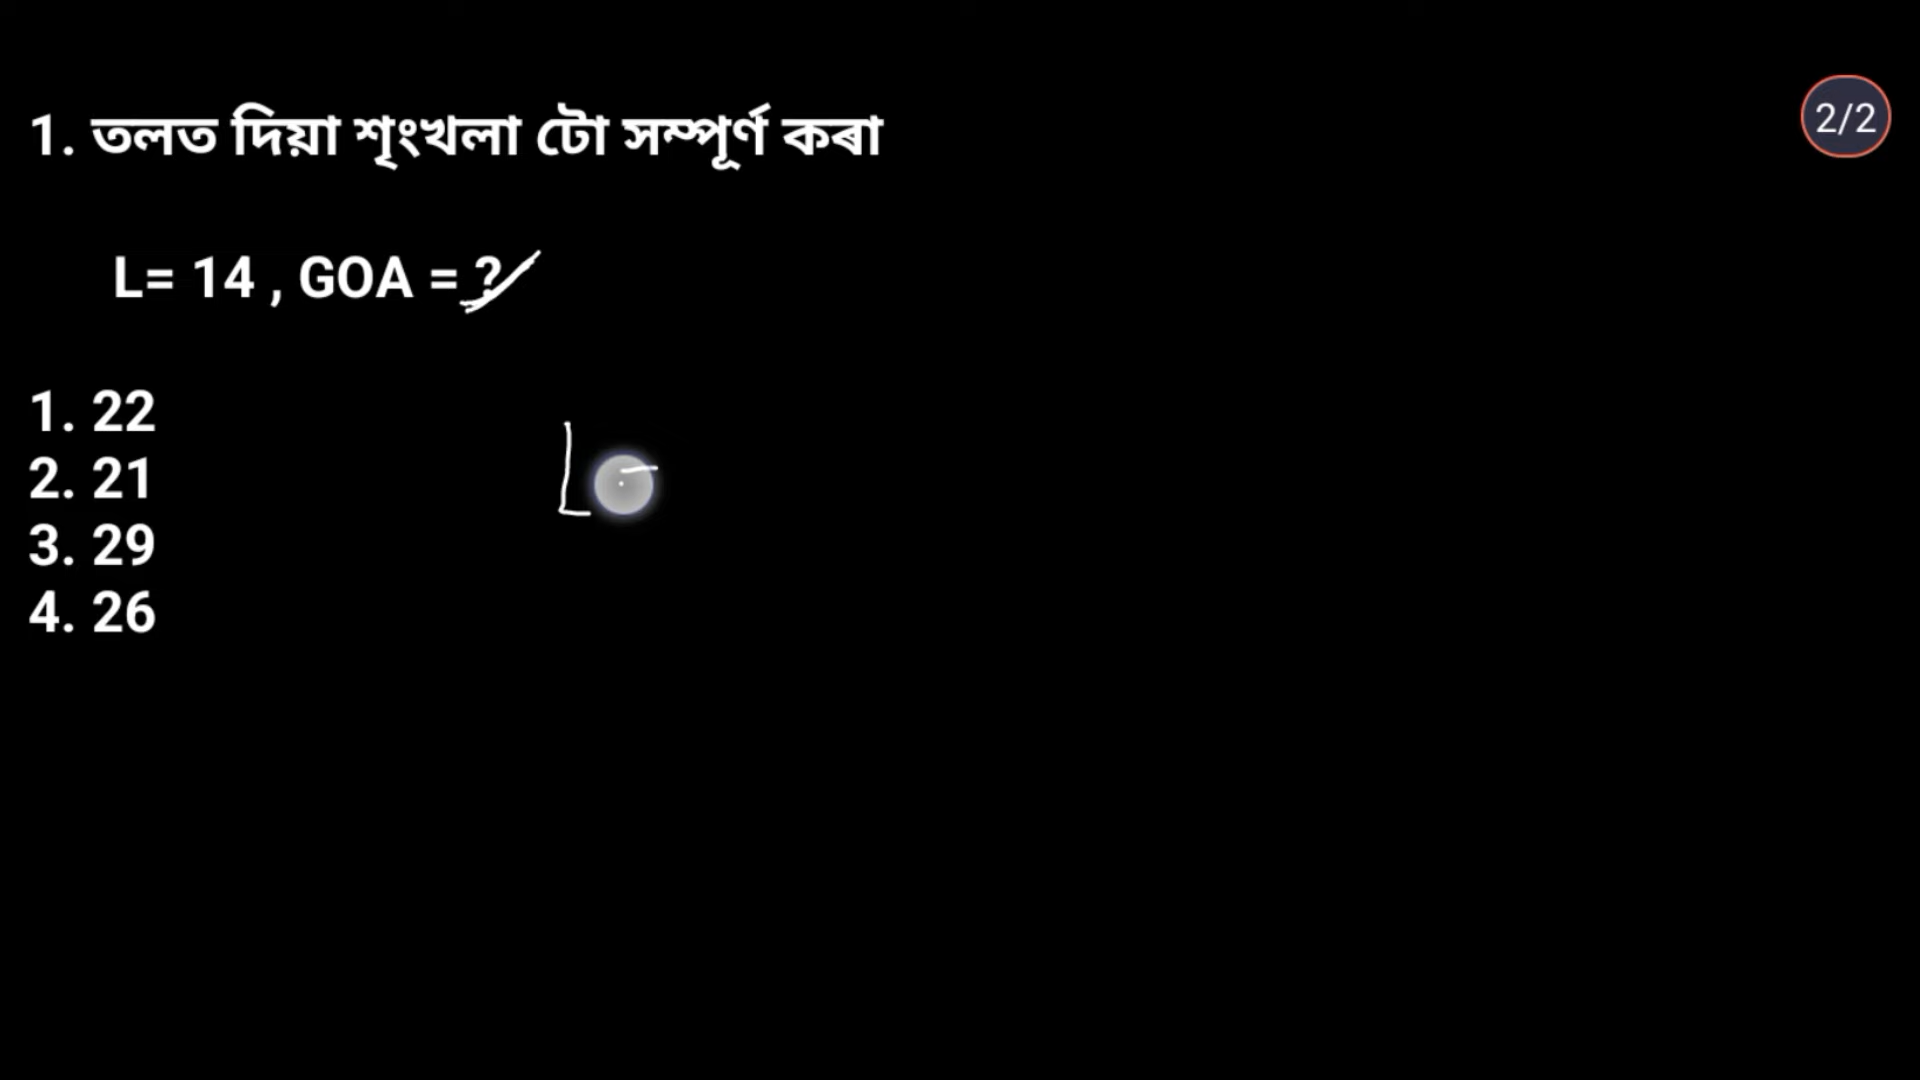 1. তলত দিয়া শৃংখলা টো সম্পূৰ্ণ কৰা
2/2
L= 14 , GOA = ?
1. 22
2. 21
3. 29
4. 26
L